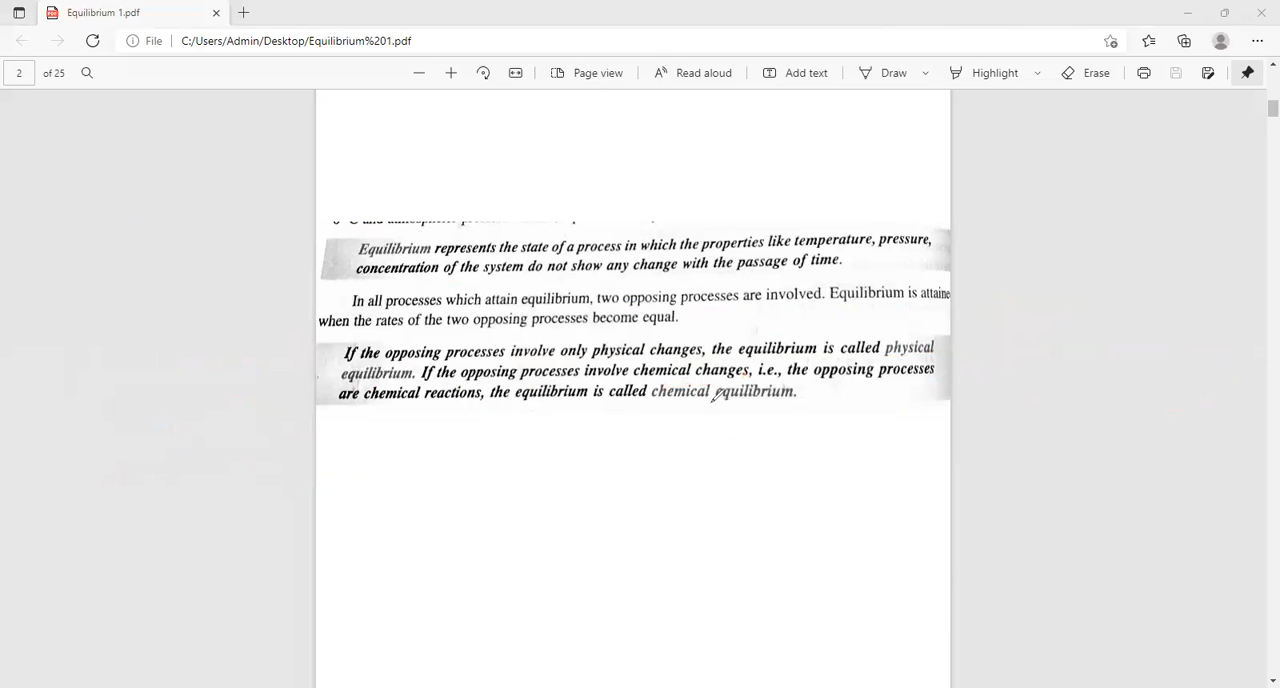 Equilibrium 1.pdf
File C:/Users/Admin/Desktop/Equilibrium%201.pdf
2 of 25 Page view Read aloud Add text Draw Highlight Erase
Equilibrium represents the state of a process in which the properties like temperature, pressure,
concentration of the system do not show any change with the passage of time.
In all processes which attain equilibrium, two opposing processes are involved. Equilibrium is attaine
when the rates of the two opposing processes become equal.
If the opposing processes involve only physical changes, the equilibrium is called physical
equilibrium. If the opposing processes involve chemical changes, i.e., the opposing processes
are chemical reactions, the equilibrium is called chemical equilibrium.